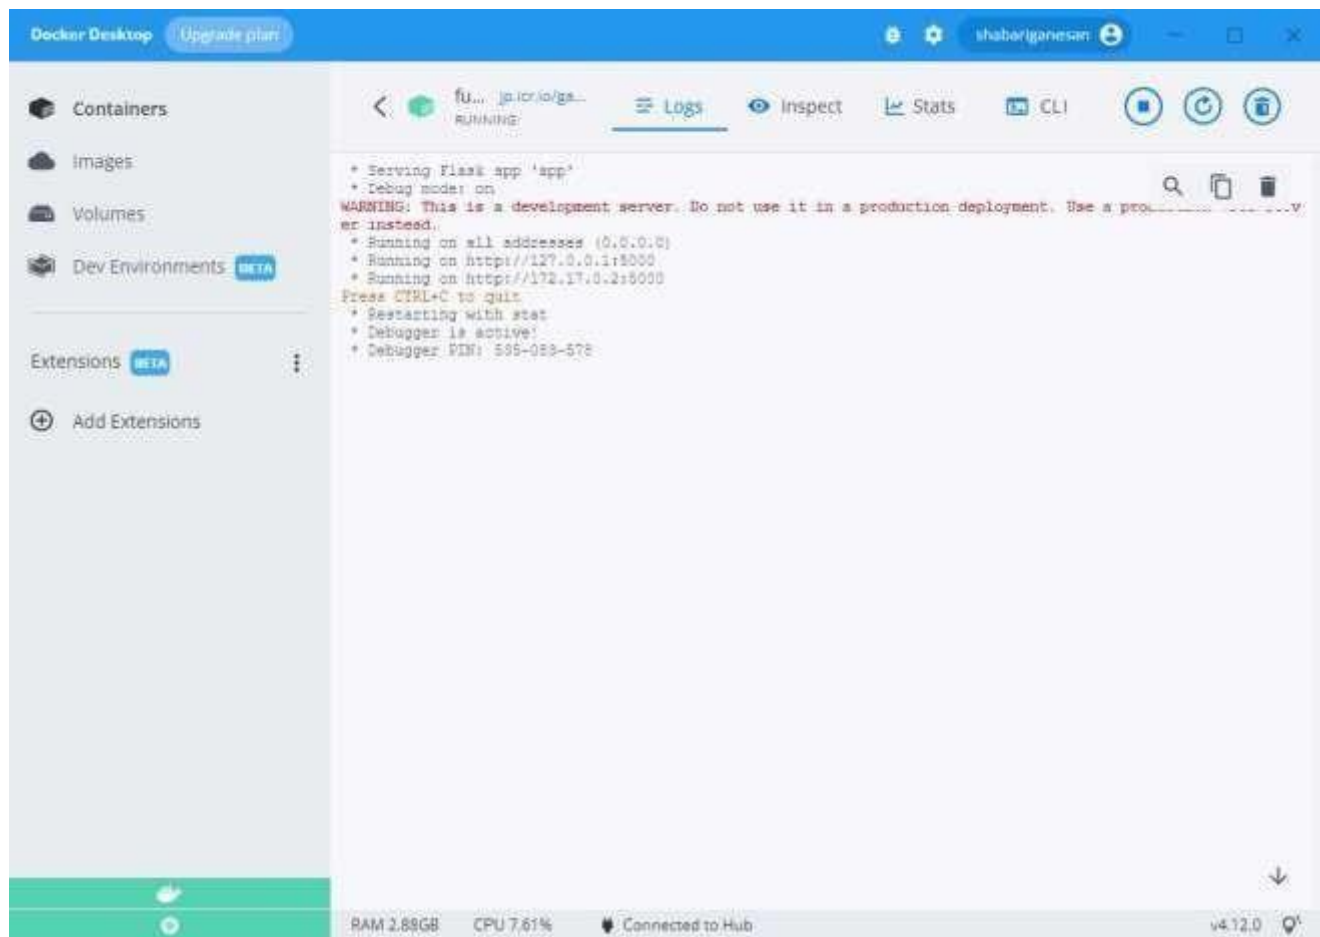 Docker Desktop Upgrade plan shabariganesan
Containers
Images
Volumes
Dev Environments BETA
Extensions BETA
Add Extensions
fu... jp.icr.io/ga...
RUNNING
Logs Inspect Stats CLI
* Serving Flask app 'app'
* Debug mode: on
WARNING: This is a development server. Do not use it in a production deployment. Use a
er instead.
* Running on all addresses (0.0.0.0)
* Running on http://127.0.0.1:5000
* Running on http://172.17.0.2:5000
Press CTRL+C to quit
* Restarting with stat
* Debugger is active!
* Debugger PIN:
RAM 2.88GB CPU 7.61% Connected to Hub v4.12.0